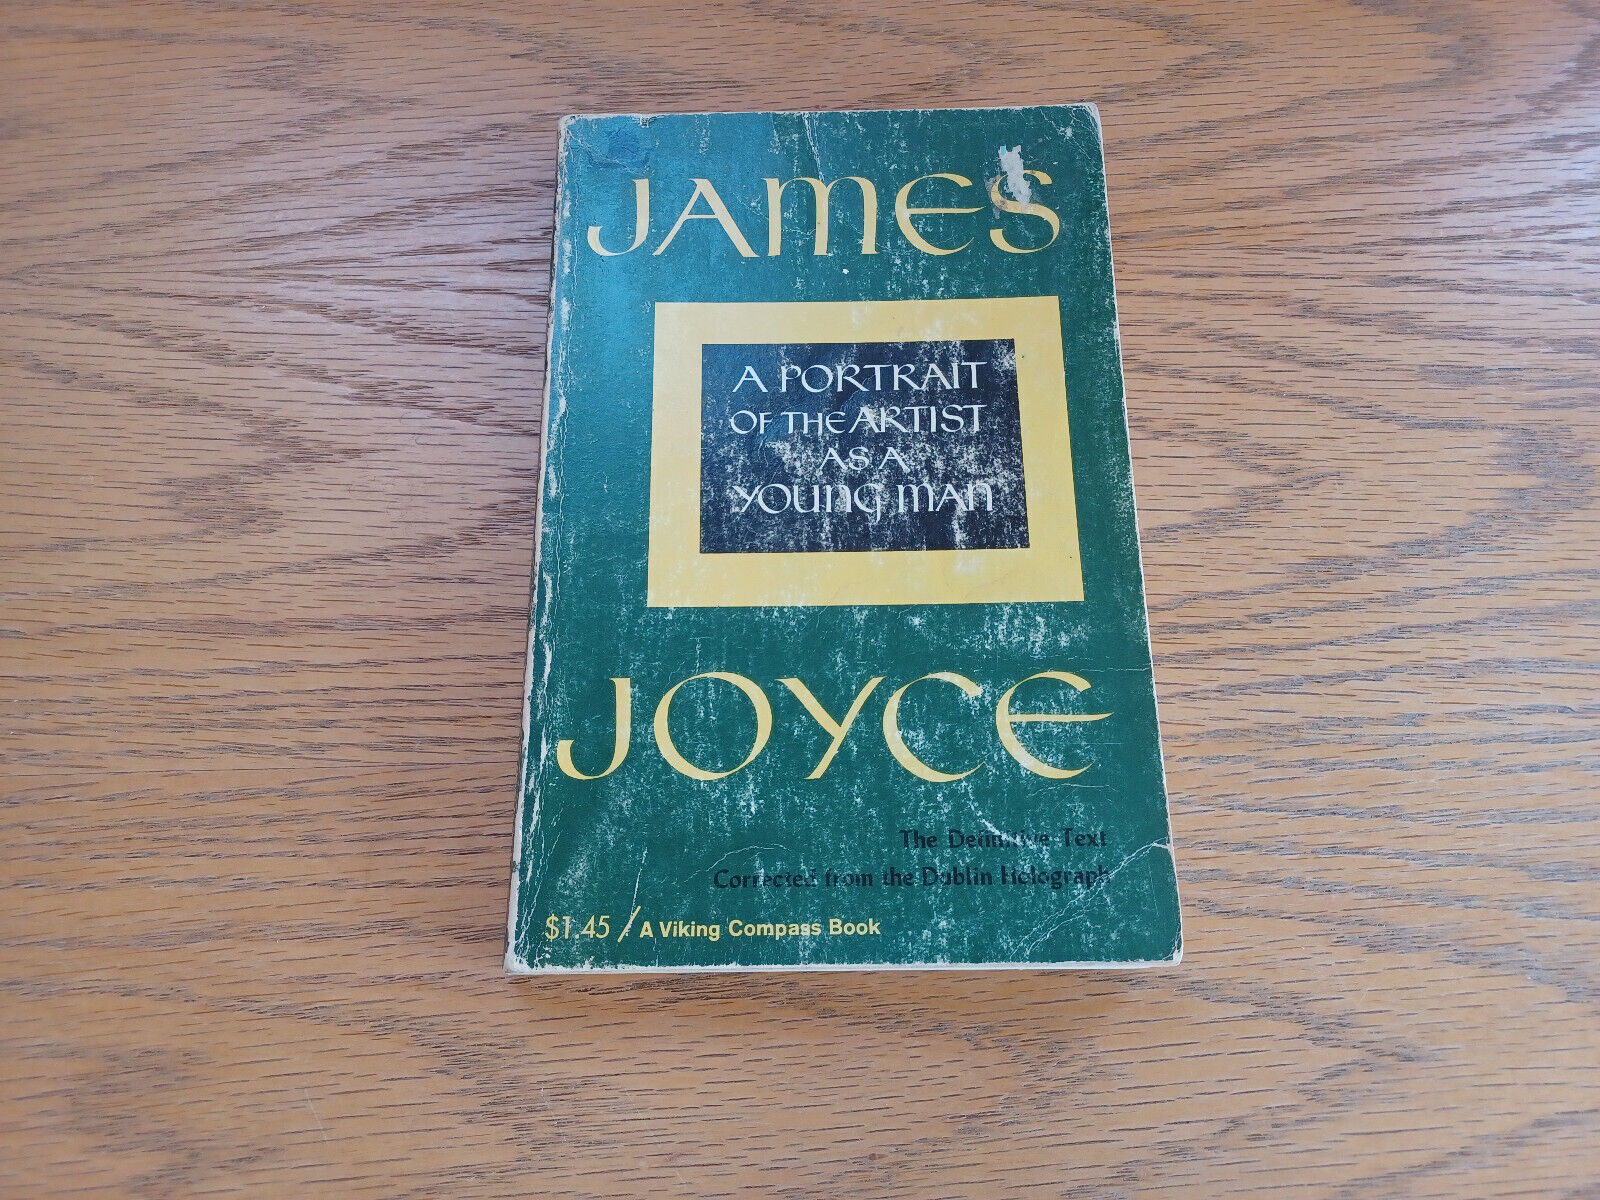 JAMES
A PORTRAIT
OF THE ARTIST
AS A
YOUNG MAN
JOYCE
The Definitive Text
Corrected from the Dublin Holograph
$1.45 / A Viking Compass Book